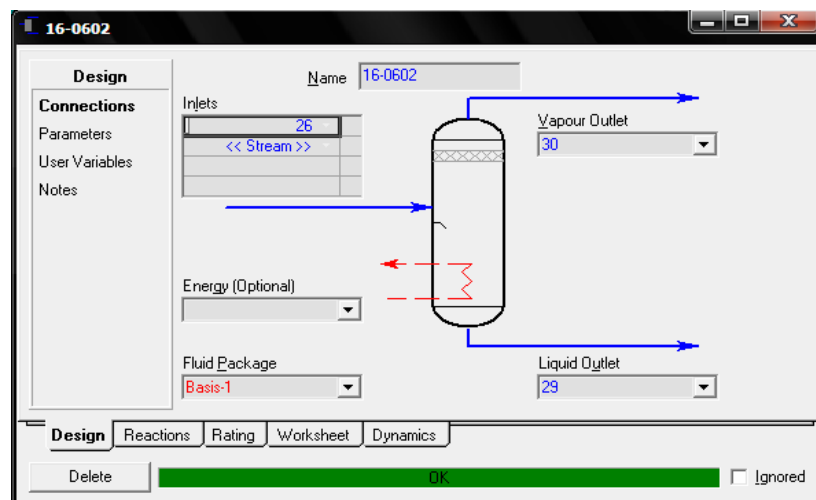 16-0602
Design
Connections
Parameters
User Variables
Notes
Name 16-0602
Inlets
26
<< Stream >>
Vapour Outlet
30
Energy (Optional)
Fluid Package
Basis-1
Liquid Outlet
29
Design Reactions Rating Worksheet Dynamics
Delete OK Ignored